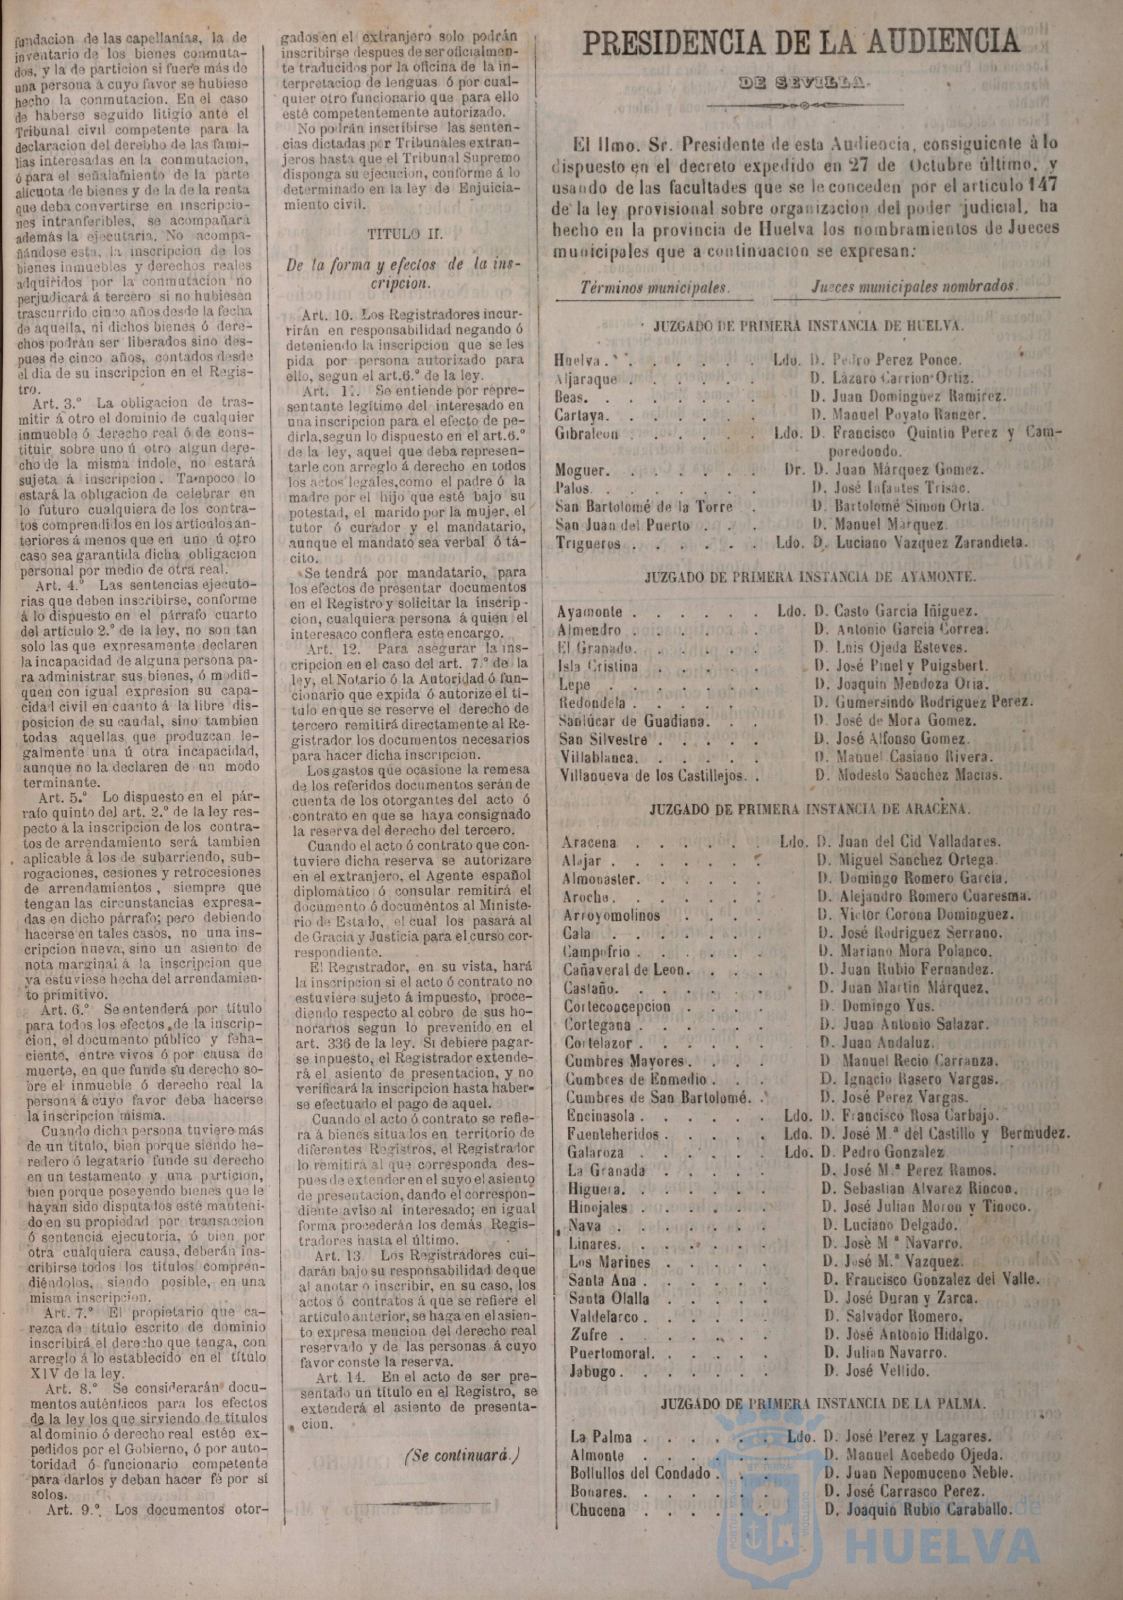 fundacion de las capellanías, la de
inventario de los bienes conmuta-
dos, y la de particion si fuere más de
una persona á cuyo favor se hubiese
hecho la conmutacion. En el caso
de haberse seguido litigio ante el
Tribunal civil competente para la
declaracion del derebho de las fami-
lias interesadas en la conmutacion,
ó para el señalamiento de la parte
alicuota de bienes y de la de la renta
que deba convertirse en inscripcio-
nes intranferibles, se acompañará
además la ejecutaria. No acompa-
ñándose esta, la inscripcion de los
bienes inmuebles y derechos reales
adquiridos por la conmutacion no
perjudicará á tercero si no hubiesen
trascurrido cinco años desde la fecha
de aquella, ni dichos bienes ó dere-
chos podrán ser liberados sino des-
pues de cinco años, contados desde
el dia de su inscripcion en el Regis-
tro.
Art. 3.º La obligacion de tras-
mitir á otro el dominio de cualquier
inmueble ó derecho real ó de cons-
tituir sobre uno ú otro algun dere-
cho de la misma índole, no estará
sujeta á inscripcion. Tampoco lo
estará la obligacion de celebrar en
lo futuro cualquiera de los contra-
tos comprendidos en los artículos an-
teriores á menos que en uno ú otro
caso sea garantida dicha obligacion
personal por medio de otra real.
Art. 4.º Las sentencias ejecuto-
rias que deben inscribirse, conforme
á lo dispuesto en el párrafo cuarto
del artículo 2.º de la ley, no son tan
solo las que expresamente declaren
la incapacidad de alguna persona pa-
ra administrar sus bienes, ó modifi-
quen con igual expresion su capa-
cidad civil en cuanto á la libre dis-
posicion de su caudal, sino tambien
todas aquellas que produzcan le-
galmente una ú otra incapacidad,
aunque no la declaren de un modo
terminante.
Art. 5.º Lo dispuesto en el pár-
rafo quinto del art. 2.º de la ley res-
pecto á la inscripcion de los contra-
tos de arrendamiento será tambien
aplicable á los de subarriendo, sub-
rogaciones, cesiones y retrocesiones
de arrendamientos, siempre que
tengan las circunstancias expresa-
das en dicho párrafo; pero debiendo
hacerse en tales casos, no una ins-
cripcion nueva, sino un asiento de
nota marginal á la inscripcion que
ya estuviese hecha del arrendamien-
to primitivo.
Art. 6.º Se entenderá por título
para todos los efectos de la inscrip-
cion, el documento público y feha-
ciente, entre vivos ó por causa de
muerte, en que funde su derecho so-
bre el inmueble ó derecho real la
persona á cuyo favor deba hacerse
la inscripcion misma.
Cuando dicha persona tuviere más
de un título, bien porque siendo he-
redero ó legatario funde su derecho
en un testamento y una particion,
bien porque poseyendo bienes que le
hayan sido disputados esté manteni-
do en su propiedad por transaccion
ó sentencia ejecutoria, ó bien por
otra cualquiera causa, deberán ins-
cribirse todos los títulos compren-
diéndolos, siendo posible, en una
misma inscripcion.
Art. 7.º El propietario que ca-
rezca de título escrito de dominio
inscribirá el derecho que tenga, con
arreglo á lo establecido en el título
XIV de la ley.
Art. 8.º Se considerarán docu-
mentos auténticos para los efectos
de la ley los que sirviendo de títulos
al dominio ó derecho real estén ex-
pedidos por el Gobierno, ó por auto-
toridad ó funcionario competente
para darlos y deban hacer fé por sí
solos.
Art. 9.º Los documentos otor-
gados en el extranjero solo podrán
inscribirse despues de ser oficialmen-
te traducidos por la oficina de la in-
terpretacion de lenguas ó por cual-
quier otro funcionario que para ello
esté competentemente autorizado.
No podrán inscribirse las senten-
cias dictadas por Tribunales extran-
jeros hasta que el Tribunal Supremo
disponga su ejecucion, conforme á lo
determinado en la ley de Enjuicia-
miento civil.
TITULO II.
De la forma y efectos de la ins-
cripcion.
Art. 10. Los Registradores incur-
rirán en responsabilidad negando ó
deteniendo la inscripcion que se les
pida por persona autorizado para
ello, segun el art. 6.º de la ley.
Art. 11. Se entiende por repre-
sentante legítimo del interesado en
una inscripcion para el efecto de pe-
dirla, segun lo dispuesto en el art. 6.º
de la ley, aquel que deba represen-
tarle con arreglo á derecho en todos
los actos legales, como el padre ó la
madre por el hijo que esté bajo su
potestad, el marido por la mujer, el
tutor ó curador y el mandatario,
aunque el mandato sea verbal ó tá-
cito.
Se tendrá por mandatario, para
los efectos de presentar documentos
en el Registro y solicitar la inscrip-
cion, cualquiera persona á quien el
interesaco confiera este encargo.
Art. 12. Para asegurar la ins-
cripcion en el caso del art. 7.º de la
ley, el Notario ó la Autoridad ó fun-
cionario que expida ó autorize el tí-
tulo en que se reserve el derecho de
tercero remitirá directamente al Re-
gistrador los documentos necesarios
para hacer dicha inscripcion.
Los gastos que ocasione la remesa
de los referidos documentos serán de
cuenta de los otorgantes del acto ó
contrato en que se haya consignado
la reserva del derecho del tercero.
Cuando el acto ó contrato que con-
tuviere dicha reserva se autorizare
en el extranjero, el Agente español
diplomático ó consular remitirá el
documento ó documentos al Ministe-
rio de Estado, el cual los pasará al
de Gracia y Justicia para el curso cor-
respondiente.
El Registrador, en su vista, hará
la inscripcion si el acto ó contrato no
estuviere sujeto á impuesto, proce-
diendo respecto al cobro de sus ho-
norarios segun lo prevenido en el
art. 336 de la ley. Si debiere pagar-
se inpuesto, el Registrador extende-
rá el asiento de presentacion, y no
verificará la inscripcion hasta haber-
se efectuado el pago de aquel.
Cuando el acto ó contrato se refie-
ra á bienes situados en territorio de
diferentes Registros, el Registrador
lo remitirá al que corresponda des-
pues de extender en el suyo el asiento
de presentacion, dando el correspon-
diente aviso al interesado; en igual
forma procederán los demás Regis-
tradores hasta el último.
Art. 13. Los Registradores cui-
darán bajo su responsabilidad de que
al anotar o inscribir, en su caso, los
actos ó contratos á que se refiere el
artículo anterior, se haga en el asien-
to expresa mencion del derecho real
reservado y de las personas á cuyo
favor conste la reserva.
Art. 14. En el acto de ser pre-
sentado un título en el Registro, se
extenderá el asiento de presenta-
cion.
(Se continuará.)
PRESIDENCIA DE LA AUDIENCIA
DE SEVILLA.
El Ilmo. Sr. Presidente de esta Audiencia, consiguiente á lo
dispuesto en el decreto expedido en 27 de Octubre último, y
usando de las facultades que se le conceden por el artículo 147
de la ley provisional sobre organizacion del poder judicial, ha
hecho en la provincia de Huelva los nombramientos de Jueces
municipales que a continuacion se expresan:
Términos municipales. Jueces municipales nombrados.
JUZGADO DE PRIMERA INSTANCIA DE HUELVA.
Huelva . . . . . . . Ldo. D. Pedro Perez Ponce.
Aljaraque . . . . . . D. Lázaro Carrion Ortiz.
Beas. . . . . . . . D. Juan Dominguez Ramirez.
Cartaya. . . . . . . D. Manuel Poyato Ranger.
Gibraleon . . . . . . Ldo. D. Francisco Quintin Perez y Cam-
poredondo.
Moguer. . . . . . . Dr. D. Juan Márquez Gomez.
Palos. . . . . . . . D. José Infantes Trisac.
San Bartolomé de la Torre . . D. Bartolomé Simon Orta.
San Juan del Puerto . . . D. Manuel Marquez.
Trigueros . . . . . . Ldo. D. Luciano Vazquez Zarandieta.
JUZGADO DE PRIMERA INSTANCIA DE AYAMONTE.
Ayamonte . . . . . . Ldo. D. Casto Garcia Iñiguez.
Almendro . . . . . . D. Antonio Garcia Correa.
El Granado. . . . . . D. Luis Ojeda Esteves.
Isla Cristina . . . . . D. José Pinel y Puigsbert.
Lepe . . . . . . . D. Joaquin Mendoza Oria.
Redondela . . . . . . D. Gumersindo Rodriguez Perez.
Sanlúcar de Guadiana. . . D. José de Mora Gomez.
San Silvestre . . . . . D. José Alfonso Gomez.
Villablanca. . . . . . D. Manuel Casiano Rivera.
Villanueva de los Castillejos. . D. Modesto Sanchez Macias.
JUZGADO DE PRIMERA INSTANCIA DE ARACENA.
Aracena . . . . . . Ldo. D. Juan del Cid Valladares.
Alajar . . . . . . . D. Miguel Sanchez Ortega.
Almonaster. . . . . . D. Domingo Romero Garcia.
Aroche. . . . . . . D. Alejandro Romero Cuaresma.
Arroyomolinos . . . . D. Victor Corona Dominguez.
Cala . . . . . . . D. José Rodriguez Serrano.
Campofrio . . . . . . D. Mariano Mora Polanco.
Cañaveral de Leon. . . . D. Juan Rubio Fernandez.
Castaño. . . . . . . D. Juan Martin Márquez.
Corteconcepcion . . . . D. Domingo Yus.
Cortegana . . . . . . D. Juan Antonio Salazar.
Cortelazor . . . . . . D. Juan Andaluz.
Cumbres Mayores. . . . D. Manuel Recio Carranza.
Cumbres de Enmedio . . . D. Ignacio Rasero Vargas.
Cumbres de San Bartolomé. . D. José Perez Vargas.
Encinasola . . . . . . Ldo. D. Francisco Rosa Carbajo.
Fuenteheridos . . . . . Ldo. D. José M.ª del Castillo y Bermudez.
Galaroza . . . . . . Ldo. D. Pedro Gonzalez
La Granada . . . . . D. José M.ª Perez Ramos.
Higuera. . . . . . . D. Sebastian Alvarez Rincon.
Hinojales . . . . . . D. José Julian Moron y Tinoco.
Nava . . . . . . . D. Luciano Delgado.
Linares. . . . . . . D. José M ª Navarro.
Los Marines . . . . . D. José M.ª Vazquez.
Santa Ana . . . . . . D. Francisco Gonzalez del Valle.
Santa Olalla . . . . . D. José Duran y Zarca.
Valdelarco . . . . . . D. Salvador Romero.
Zufre . . . . . . . D. José Antonio Hidalgo.
Puertomoral. . . . . . D. Julian Navarro.
Jabugo . . . . . . . D. José Vellido.
JUZGADO DE PRIMERA INSTANCIA DE LA PALMA.
La Palma . . . . . . Ldo. D. José Perez y Lagares.
Almonte . . . . . . D. Manuel Acebedo Ojeda.
Bollullos del Condado . . . D. Juan Nepomuceno Neble.
Bonares. . . . . . . D. José Carrasco Perez.
Chucena . . . . . . D. Joaquin Rubio Caraballo.
HUELVA